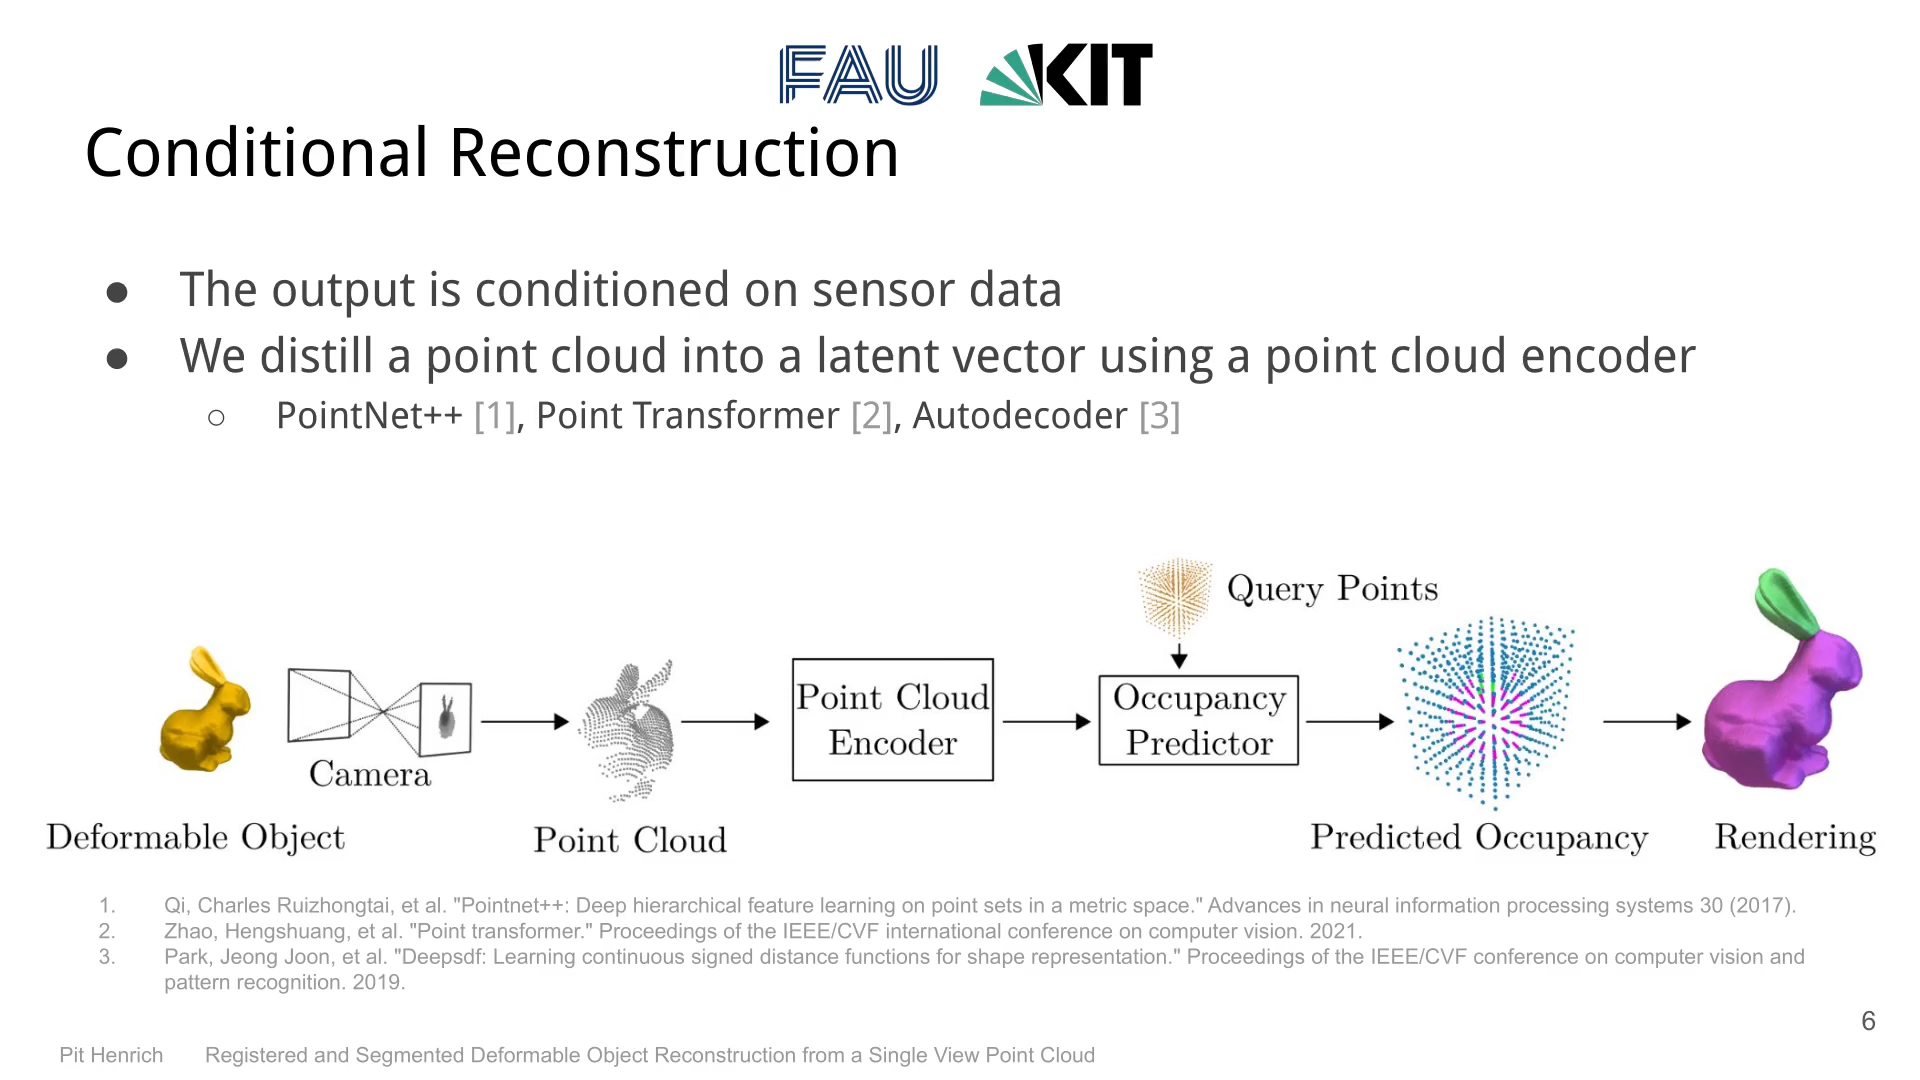 FAU KIT
Conditional Reconstruction
● The output is conditioned on sensor data
● We distill a point cloud into a latent vector using a point cloud encoder
○ PointNet++ [1], Point Transformer [2], Autodecoder [3]
Query Points
Point Cloud
Encoder
Occupancy
Predictor
Camera
Deformable Object
Point Cloud
Predicted Occupancy
Rendering
1. Qi, Charles Ruizhongtai, et al. "Pointnet++: Deep hierarchical feature learning on point sets in a metric space." Advances in neural information processing systems 30 (2017).
2. Zhao, Hengshuang, et al. "Point transformer." Proceedings of the IEEE/CVF international conference on computer vision. 2021.
3. Park, Jeong Joon, et al. "Deepsdf: Learning continuous signed distance functions for shape representation." Proceedings of the IEEE/CVF conference on computer vision and
pattern recognition. 2019.
6
Pit Henrich Registered and Segmented Deformable Object Reconstruction from a Single View Point Cloud